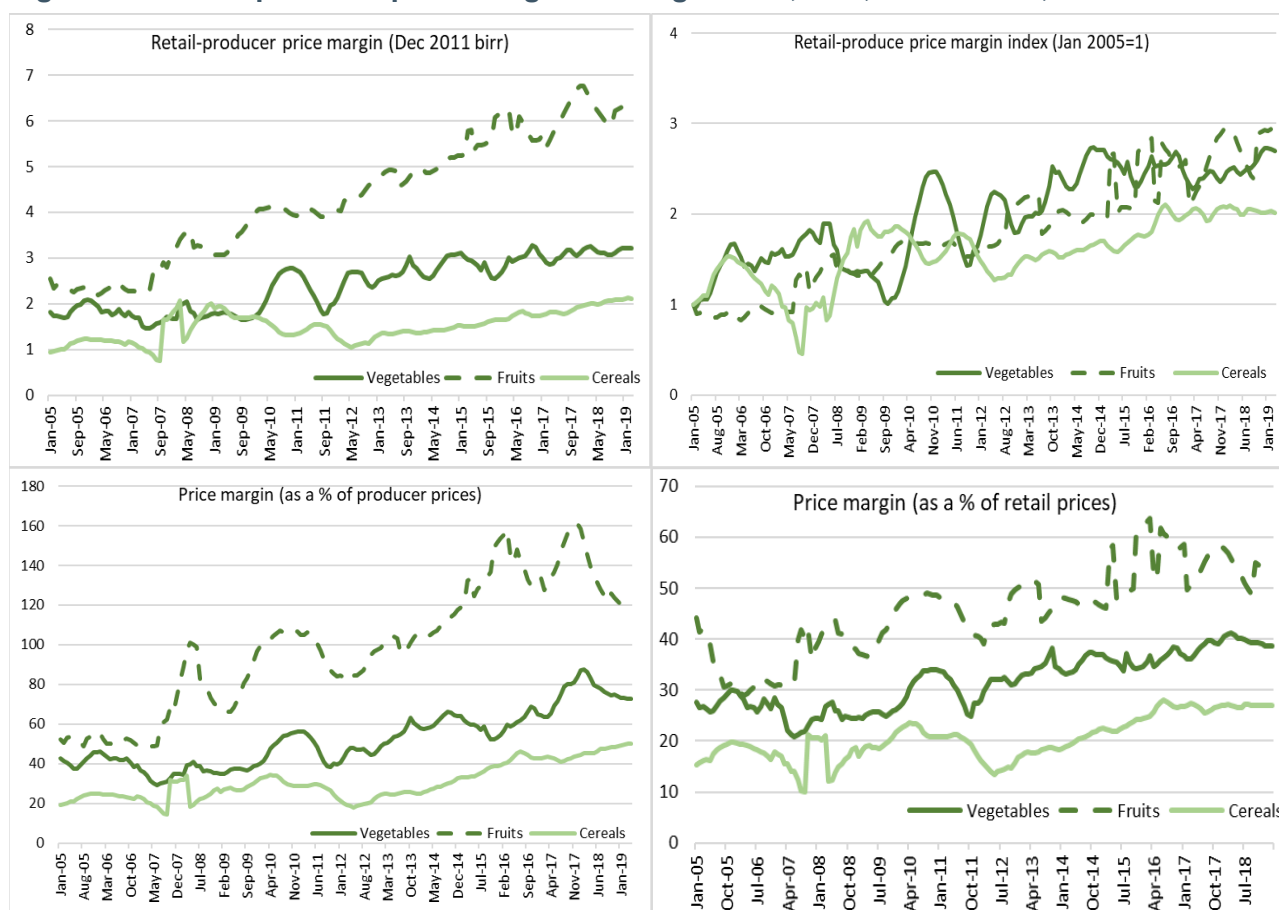 Retail-producer price margin (Dec 2011 birr)
8
7
6
5
4
3
2
1
0
Vegetables Fruits Cereals
Jan-05 Sep-05 May-06 Jan-07 Sep-07 May-08 Jan-09 Sep-09 May-10 Jan-11 Sep-11 May-12 Jan-13 Sep-13 May-14 Jan-15 Sep-15 May-16 Jan-17 Sep-17 May-18 Jan-19
Retail-produce price margin index (Jan 2005=1)
4
3
2
1
0
Vegetables Fruits Cereals
Jan-05 Aug-05 Mar-06 Oct-06 May-07 Dec-07 Jul-08 Feb-09 Sep-09 Apr-10 Nov-10 Jun-11 Jan-12 Aug-12 Mar-13 Oct-13 May-14 Dec-14 Jul-15 Feb-16 Sep-16 Apr-17 Nov-17 Jun-18 Jan-19
Price margin (as a % of producer prices)
180
160
140
120
100
80
60
40
20
0
Vegetables Fruits Cereals
Jan-05 Aug-05 Mar-06 Oct-06 May-07 Dec-07 Jul-08 Feb-09 Sep-09 Apr-10 Nov-10 Jun-11 Jan-12 Aug-12 Mar-13 Oct-13 May-14 Dec-14 Jul-15 Feb-16 Sep-16 Apr-17 Nov-17 Jun-18 Jan-19
Price margin (as a % of retail prices)
70
60
50
40
30
20
10
0
Vegetables Fruits Cereals
Jan-05 Oct-05 Jul-06 Apr-07 Jan-08 Oct-08 Jul-09 Apr-10 Jan-11 Oct-11 Jul-12 Apr-13 Jan-14 Oct-14 Jul-15 Apr-16 Jan-17 Oct-17 Jul-18